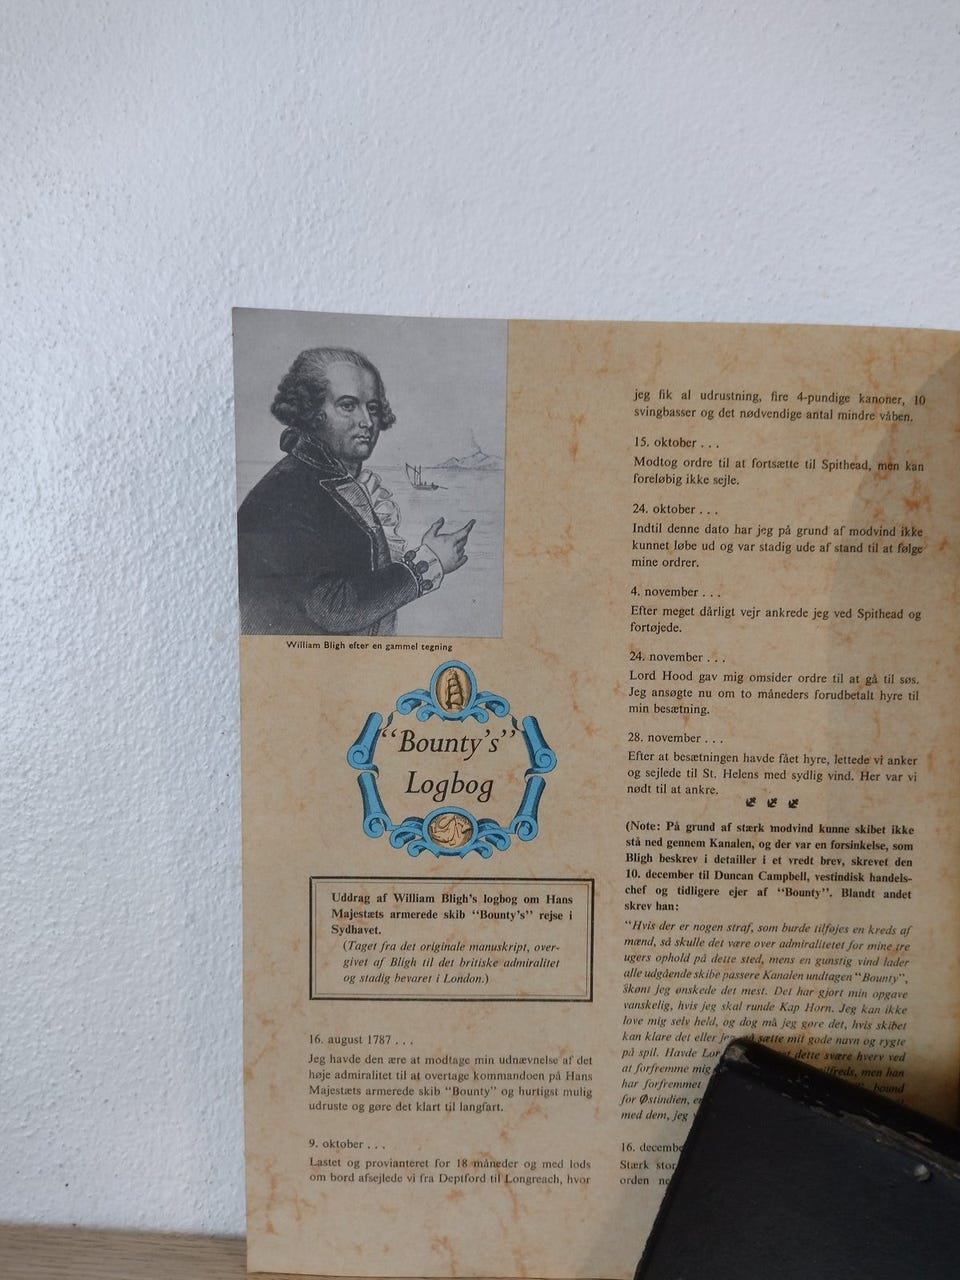 William Bligh efter en gammel tegning
"Bounty's"
Logbog
Uddrag af William Bligh's logbog om Hans
Majestæts armerede skib "Bounty's" rejse i
Sydhavet.
(Taget fra det originale manuskript, over-
givet af Bligh til det britiske admiralitet
og stadig bevaret i London.)
16. august 1787 . . .
Jeg havde den ære at modtage min udnævnelse af det
høje admiralitet til at overtage kommandoen på Hans
Majestæts armerede skib "Bounty" og hurtigst mulig
udruste og gøre det klart til langfart.
9. oktober . . .
Lastet og provianteret for 18 måneder og med lods
om bord afsejlede vi fra Deptford til Longreach, hvor
jeg fik al udrustning, fire 4-pundige kanoner, 10
svingbasser og det nødvendige antal mindre våben.
15. oktober . . .
Modtog ordre til at fortsætte til Spithead, men kan
foreløbig ikke sejle.
24. oktober . . .
Indtil denne dato har jeg på grund af modvind ikke
kunnet løbe ud og var stadig ude af stand til at følge
mine ordrer.
4. november . . .
Efter meget dårligt vejr ankrede jeg ved Spithead og
fortøjede.
24. november . . .
Lord Hood gav mig omsider ordre til at gå til søs.
Jeg ansøgte nu om to måneders forudbetalt hyre til
min besætning.
28. november . . .
Efter at besætningen havde fået hyre, lettede vi anker
og sejlede til St. Helens med sydlig vind. Her var vi
nødt til at ankre.
(Note: På grund af stærk modvind kunne skibet ikke
stå ned gennem Kanalen, og der var en forsinkelse, som
Bligh beskrev i detailler i et vredt brev, skrevet den
10. december til Duncan Campbell, vestindisk handels-
chef og tidligere ejer af "Bounty". Blandt andet
skrev han:
"Hvis der er nogen straf, som burde tilføjes en kreds af
mænd, så skulle det være over admiralitetet for mine tre
ugers ophold på dette sted, mens en gunstig vind lader
alle udgående skibe passere Kanalen undtagen "Bounty",
skønt jeg ønskede det mest. Det har gjort min opgave
vanskelig, hvis jeg skal runde Kap Horn. Jeg kan ikke
love mig selv held, og dog må jeg gøre det, hvis skibet
kan klare det eller sætte mit gode navn og rygte
på spil. Havde dette svære hverv ved
at forfremme mig men han
har forfremmet bound
for Østindien,
med dem, jeg
16.
Stærk
orden